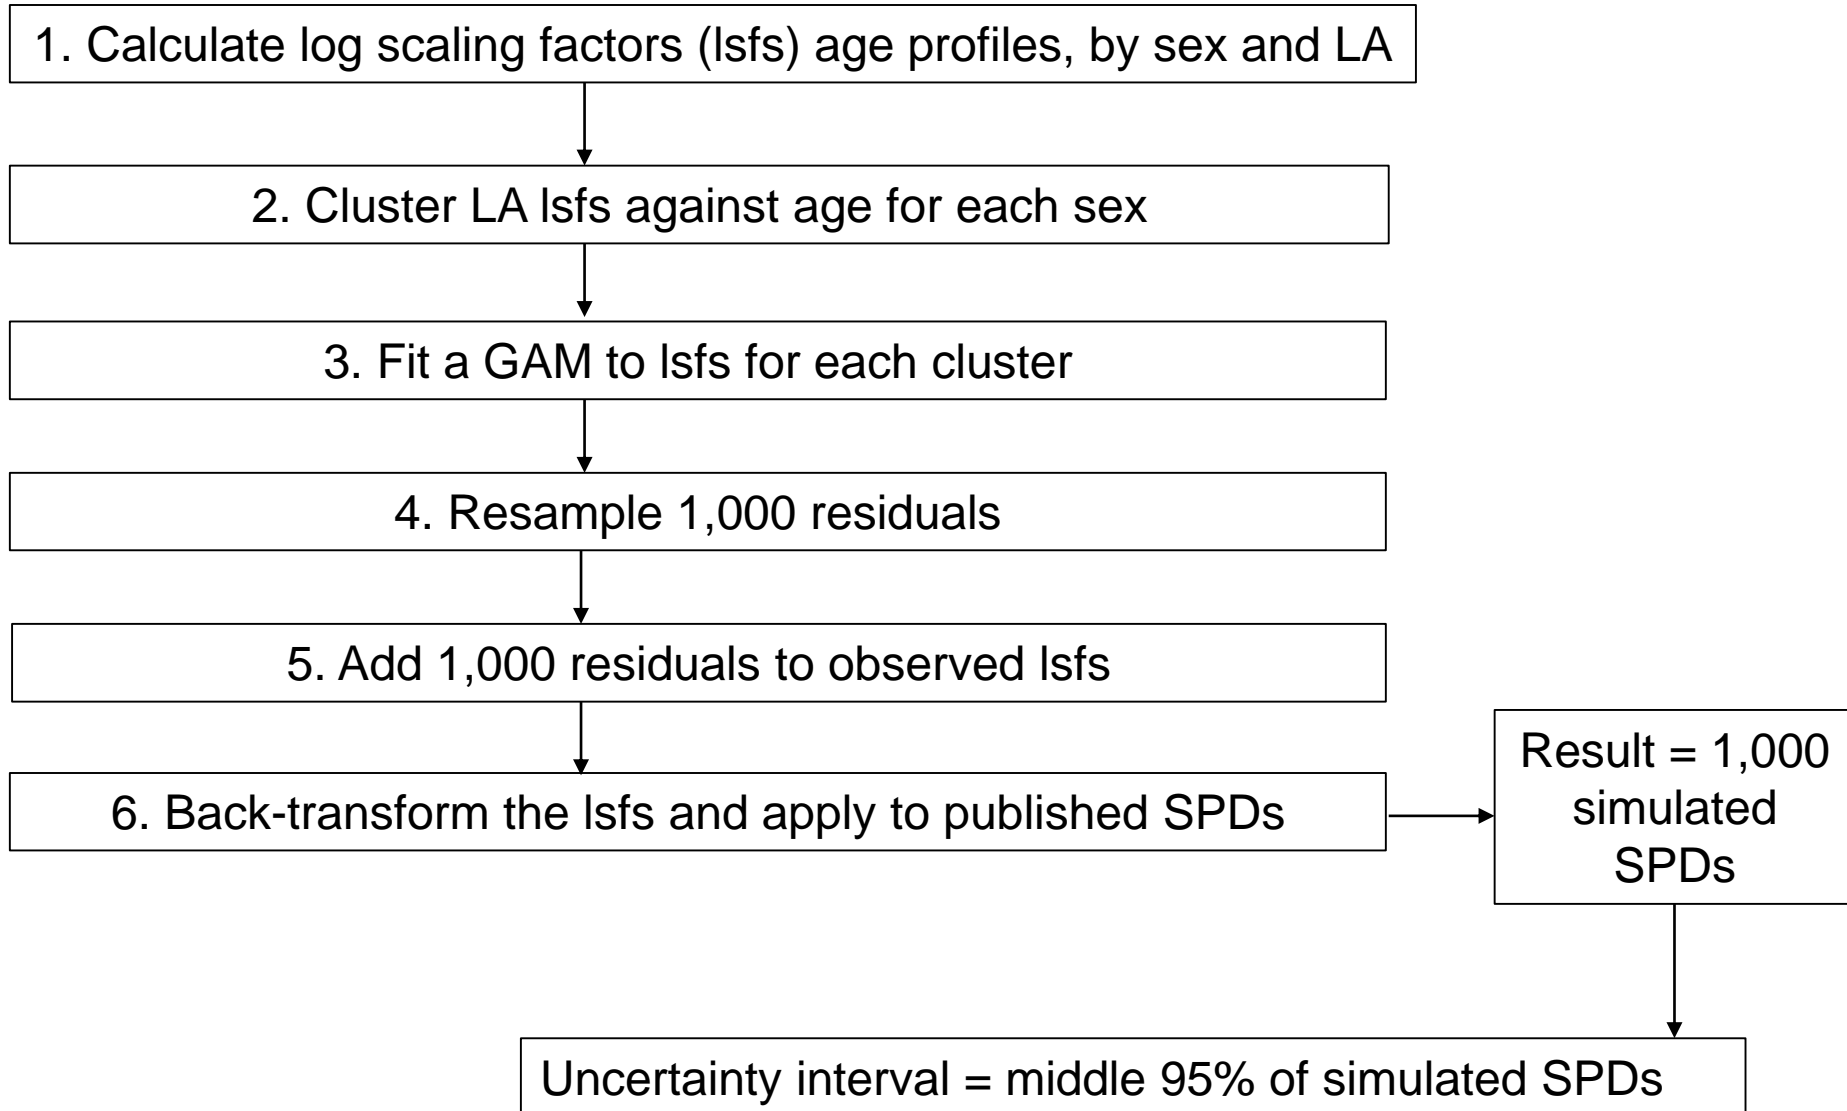 1. Calculate log scaling factors (lsfs) age profiles, by sex and LA
2. Cluster LA lsfs against age for each sex
3. Fit a GAM to lsfs for each cluster
4. Resample 1,000 residuals
5. Add 1,000 residuals to observed lsfs
6. Back-transform the lsfs and apply to published SPDs
Result = 1,000
simulated
SPDs
Uncertainty interval = middle 95% of simulated SPDs